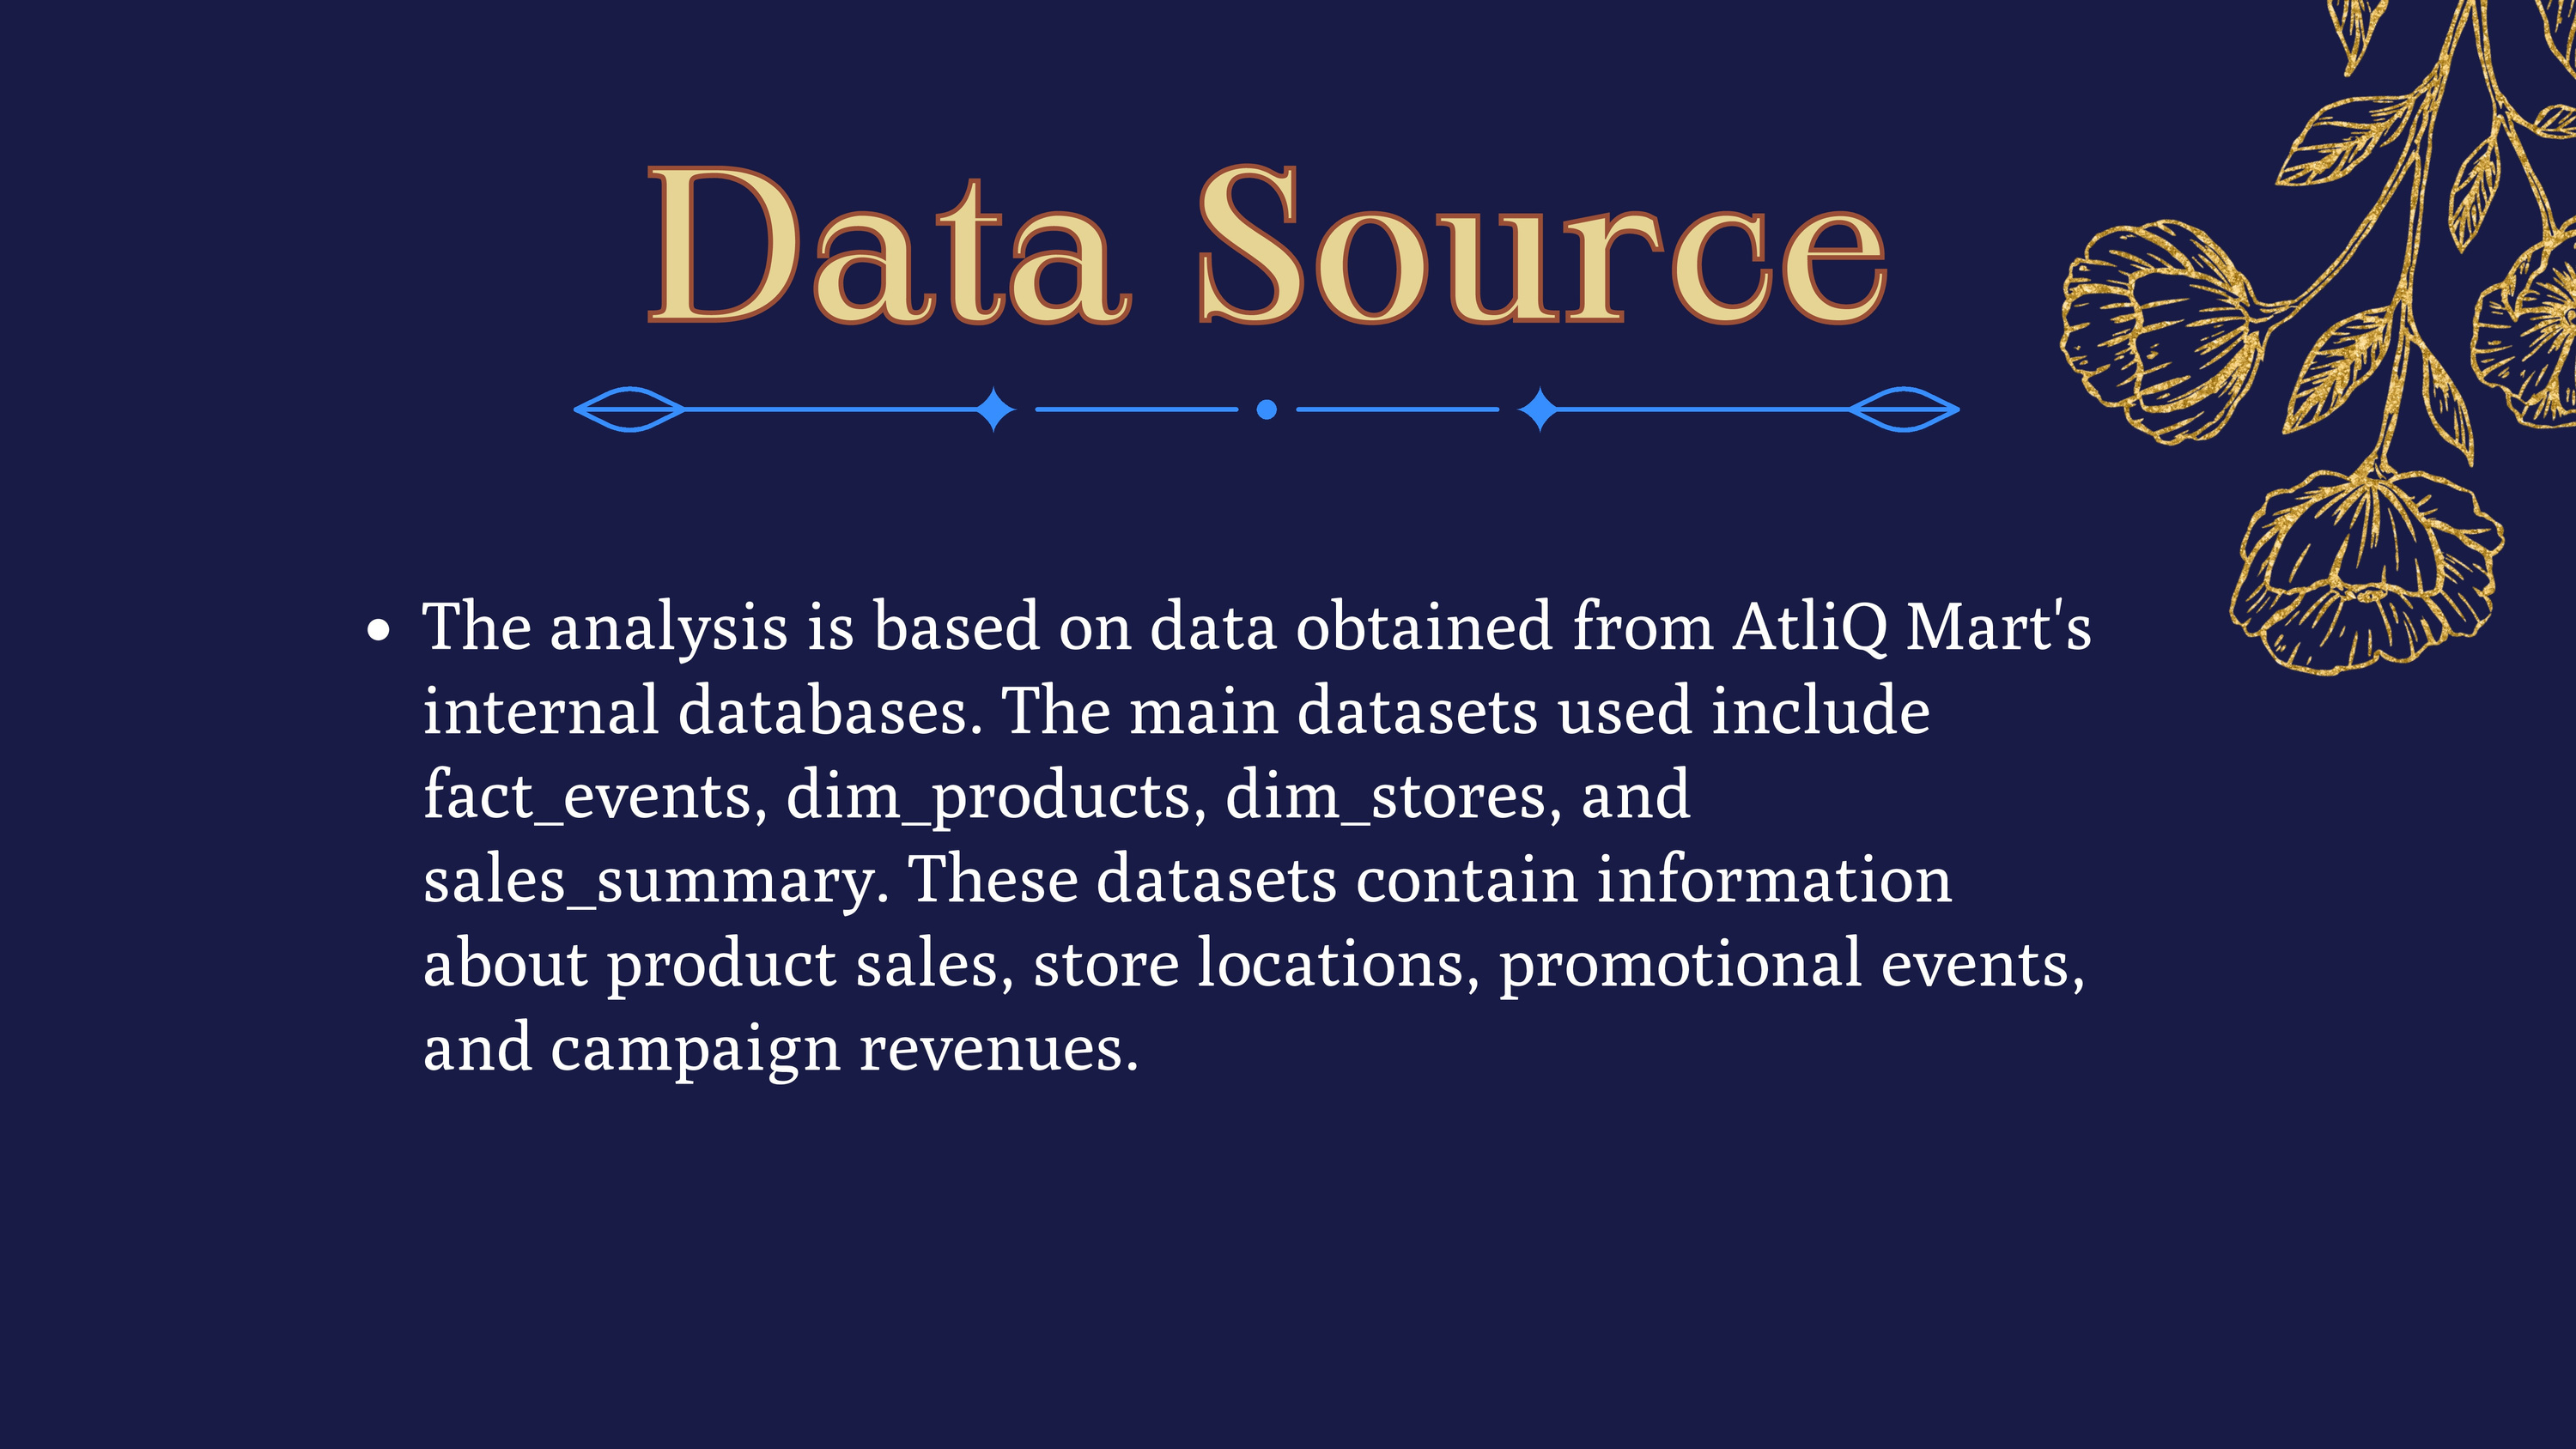 Data Source
• The analysis is based on data obtained from AtliQ Mart's
internal databases. The main datasets used include
fact_events, dim_products, dim_stores, and
sales_summary. These datasets contain information
about product sales, store locations, promotional events,
and campaign revenues.